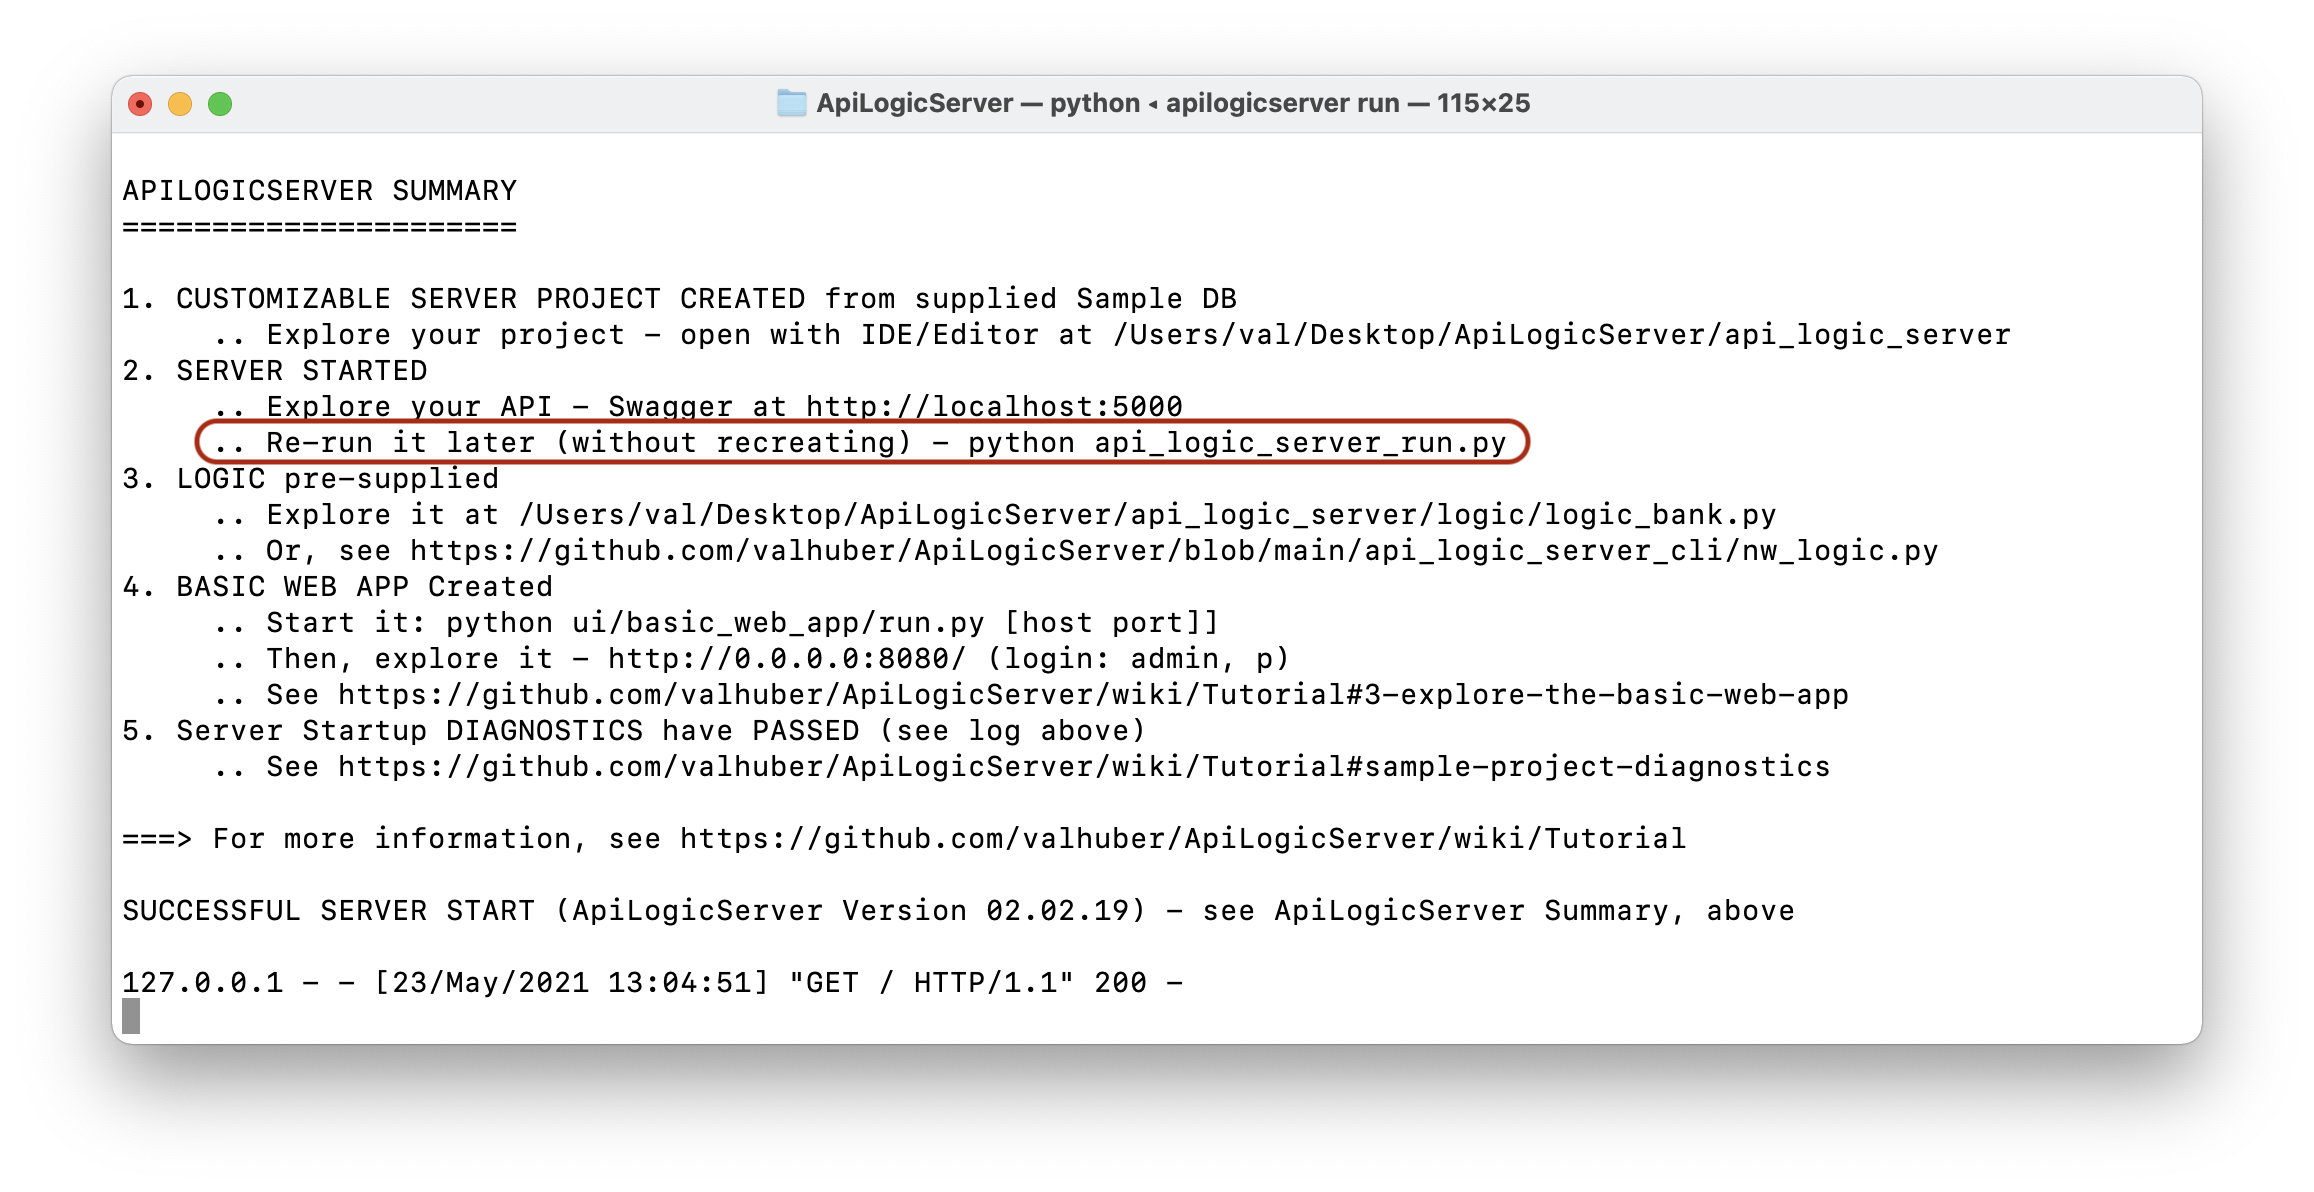 ApiLogicServer — python ◂ apilogicserver run — 115×25
APILOGICSERVER SUMMARY
======================
1. CUSTOMIZABLE SERVER PROJECT CREATED from supplied Sample DB
.. Explore your project - open with IDE/Editor at /Users/val/Desktop/ApiLogicServer/api_logic_server
2. SERVER STARTED
.. Explore your API - Swagger at http://localhost:5000
.. Re-run it later (without recreating) - python api_logic_server_run.py
3. LOGIC pre-supplied
.. Explore it at /Users/val/Desktop/ApiLogicServer/api_logic_server/logic/logic_bank.py
.. Or, see https://github.com/valhuber/ApiLogicServer/blob/main/api_logic_server_cli/nw_logic.py
4. BASIC WEB APP Created
.. Start it: python ui/basic_web_app/run.py [host port]]
.. Then, explore it - http://0.0.0.0:8080/ (login: admin, p)
.. See https://github.com/valhuber/ApiLogicServer/wiki/Tutorial#3-explore-the-basic-web-app
5. Server Startup DIAGNOSTICS have PASSED (see log above)
.. See https://github.com/valhuber/ApiLogicServer/wiki/Tutorial#sample-project-diagnostics
===> For more information, see https://github.com/valhuber/ApiLogicServer/wiki/Tutorial
SUCCESSFUL SERVER START (ApiLogicServer Version 02.02.19) - see ApiLogicServer Summary, above
127.0.0.1 - - [23/May/2021 13:04:51] "GET / HTTP/1.1" 200 -